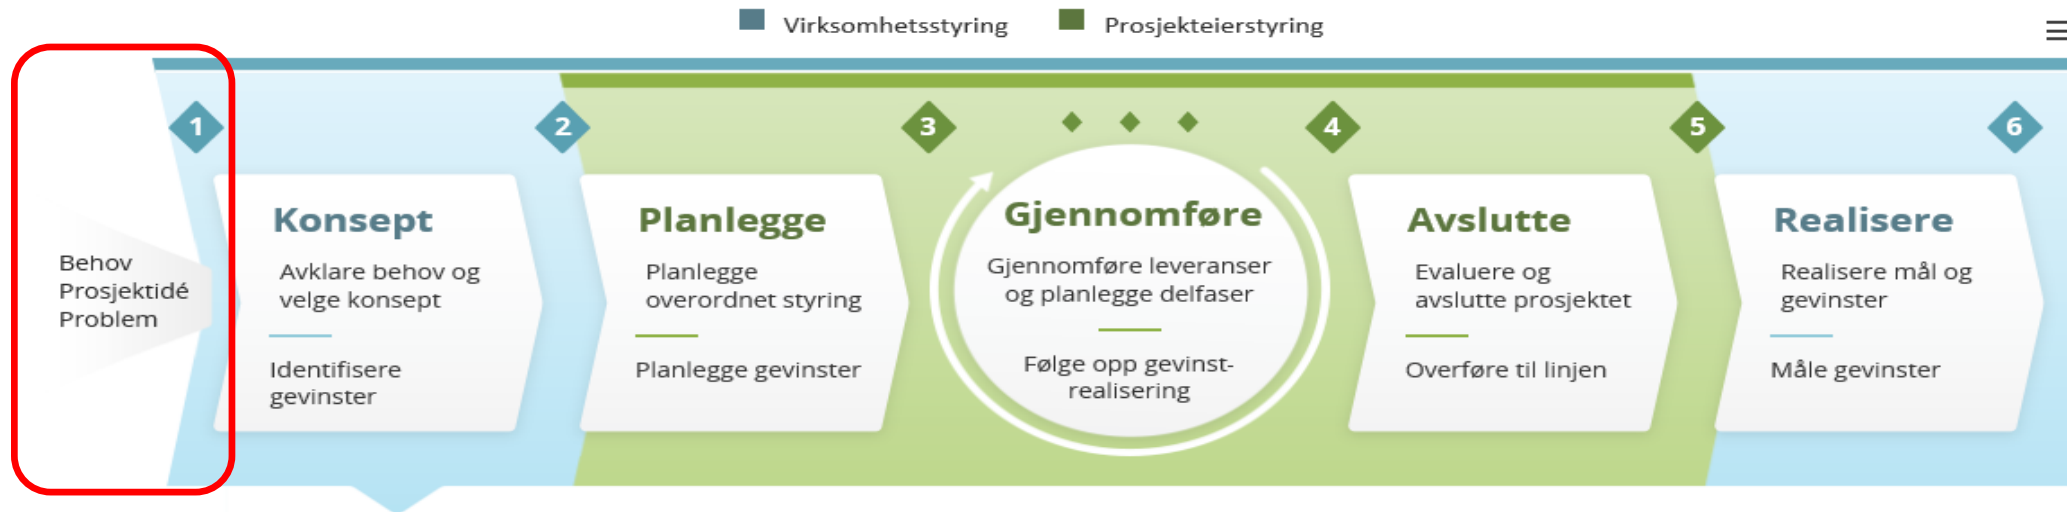 Virksomhetsstyring
Prosjekteierstyring
1
2
3
4
5
6
Behov
Prosjektidé
Problem
Konsept
Avklare behov og
velge konsept
Identifisere
gevinster
Planlegge
Planlegge
overordnet styring
Planlegge gevinster
Gjennomføre
Gjennomføre leveranser
og planlegge delfaser
Følge opp gevinst-
realisering
Avslutte
Evaluere og
avslutte prosjektet
Overføre til linjen
Realisere
Realisere mål og
gevinster
Måle gevinster